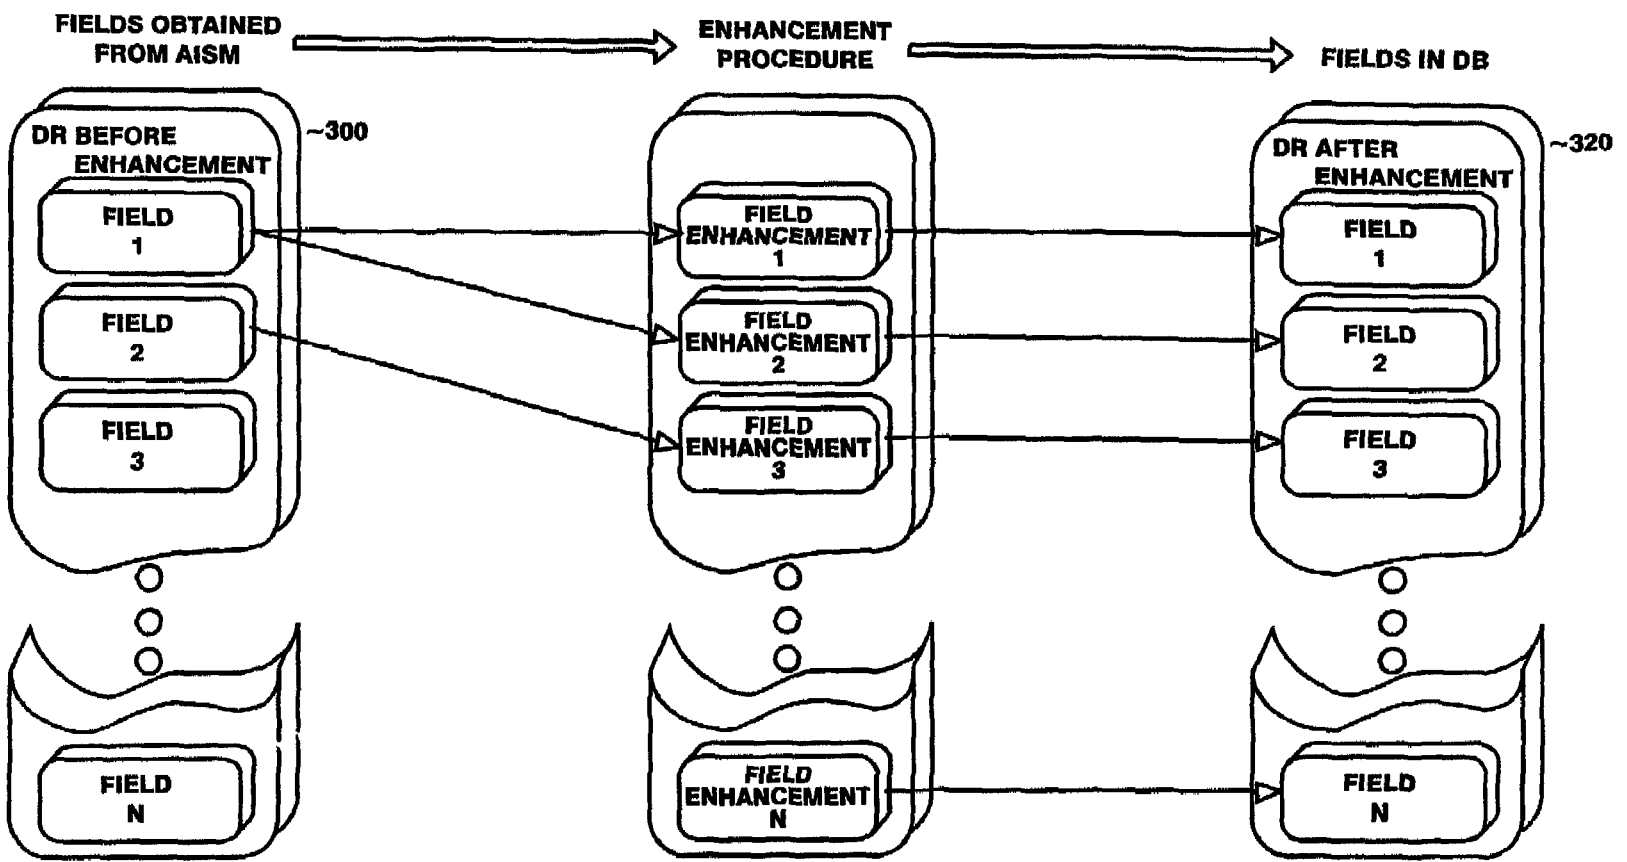 FIELDS OBTAINED
FROM AISM
ENHANCEMENT
PROCEDURE
FIELDS IN DB
DR BEFORE
ENHANCEMENT
~300
FIELD
1
FIELD
2
FIELD
3
FIELD
N
FIELD
ENHANCEMENT
1
FIELD
ENHANCEMENT
2
FIELD
ENHANCEMENT
3
FIELD
ENHANCEMENT
N
DR AFTER
ENHANCEMENT
~320
FIELD
1
FIELD
2
FIELD
3
FIELD
N